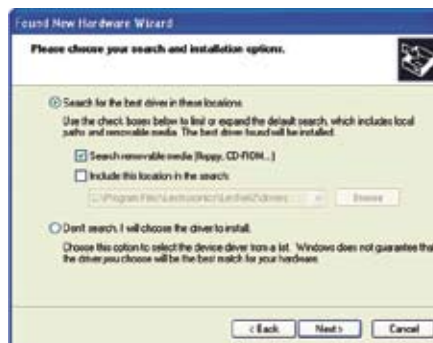 Found New Hardware Wizard
Please choose your search and installation options.
Search for the best driver in these locations.
Use the check boxes below to limit or expand the default search, which includes local
paths and removable media. The best driver found will be installed.
Search removable media (floppy, CD-ROM...)
Include this location in the search:
Browse
Don't search. I will choose the driver to install.
Choose this option to select the device driver from a list. Windows does not guarantee tha
the driver you choose will be the best match for your hardware.
< Back
Next >
Cancel